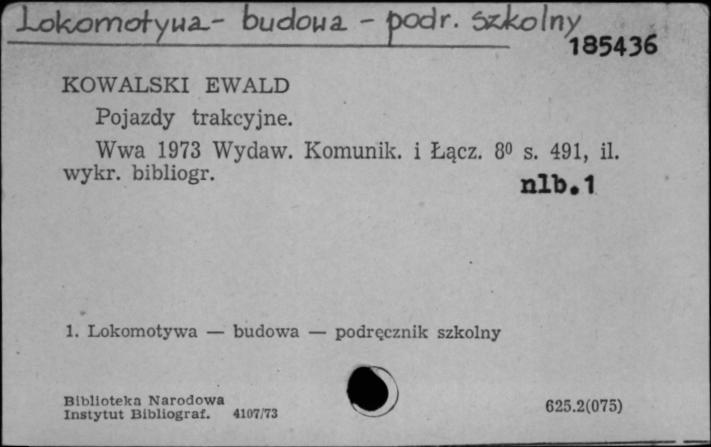 Lokomotywa - budowa - podr. szkolny
185436
KOWALSKI EWALD
Pojazdy trakcyjne.
Wwa 1973 Wydaw. Komunik. i Łącz. 8⁰ s. 491, il.
wykr. bibliogr.
nlb.1
1. Lokomotywa — budowa — podręcznik szkolny
Biblioteka Narodowa
Instytut Bibliograf. 4107/73
625.2(075)